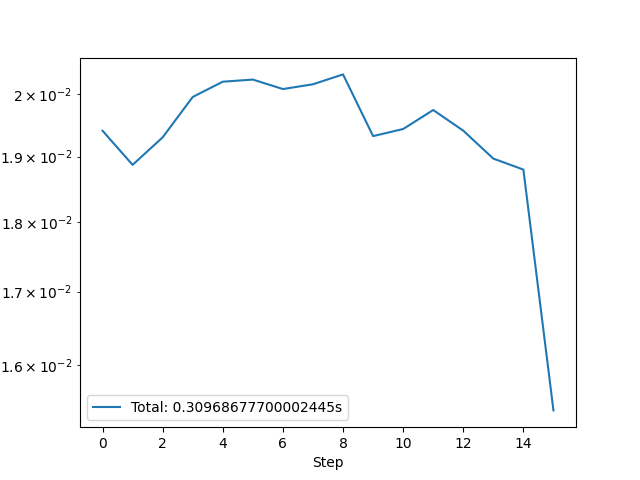 2 × 10⁻²
1.9 × 10⁻²
1.8 × 10⁻²
1.7 × 10⁻²
1.6 × 10⁻²
Total: 0.30968677700002445s
0 2 4 6 8 10 12 14
Step